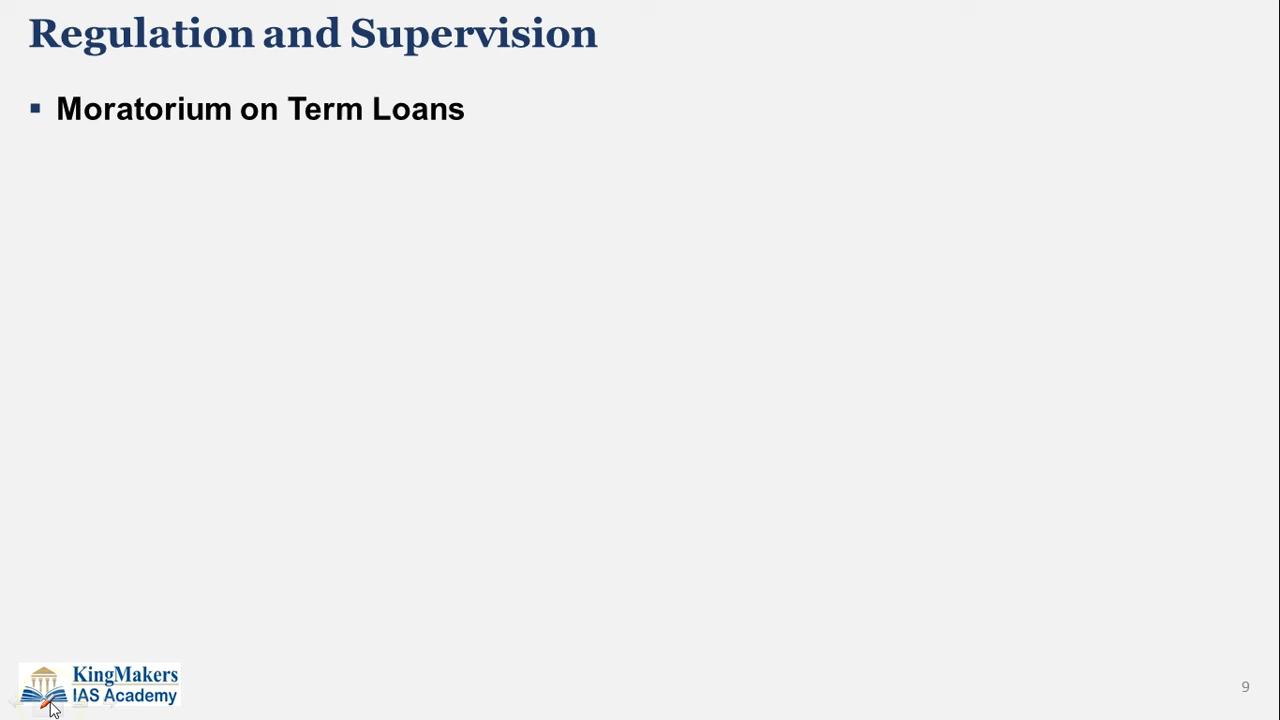 Regulation and Supervision
▪ Moratorium on Term Loans
KingMakers
IAS Academy
9